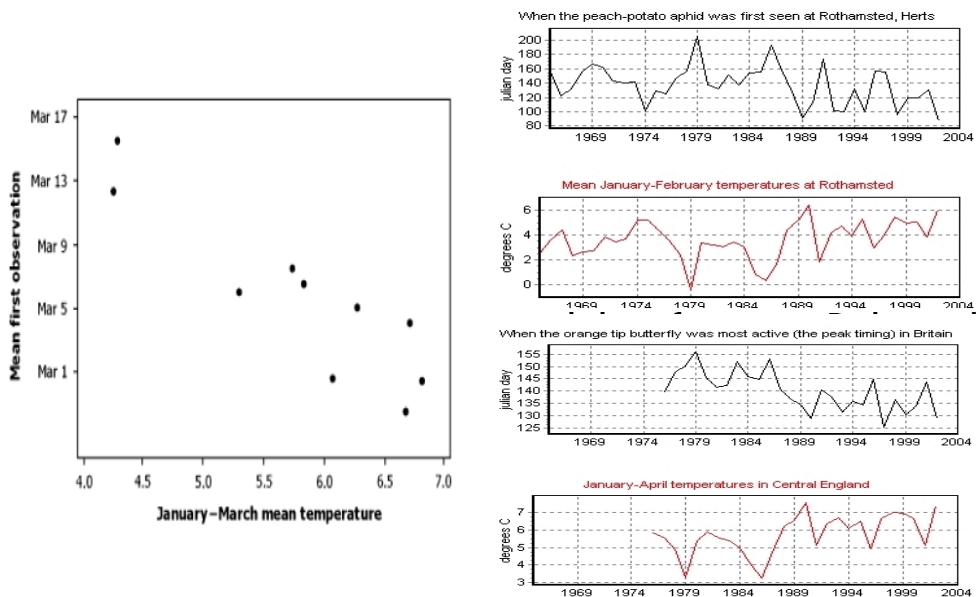 Mean first observation
Mar 17
Mar 13
Mar 9
Mar 5
Mar 1
4.0 4.5 5.0 5.5 6.0 6.5 7.0
January–March mean temperature
When the peach-potato aphid was first seen at Rothamsted, Herts
julian day
200
180
160
140
120
100
80
1969 1974 1979 1984 1989 1994 1999 2004
Mean January-February temperatures at Rothamsted
degrees C
6
4
2
0
1969 1974 1979 1984 1989 1994 1999 2004
When the orange tip butterfly was most active (the peak timing) in Britain
julian day
155
150
145
140
135
130
125
1969 1974 1979 1984 1989 1994 1999 2004
January-April temperatures in Central England
degrees C
7
6
5
4
3
1969 1974 1979 1984 1989 1994 1999 2004